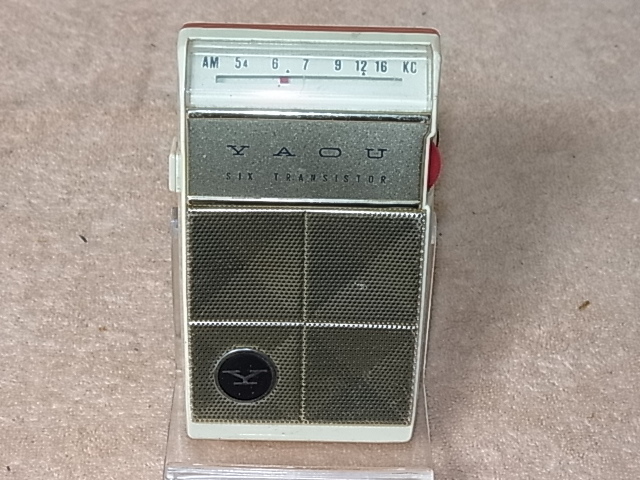 AM 54 6 7 9 12 16 KC
YAOU
SIX TRANSISTOR
Y